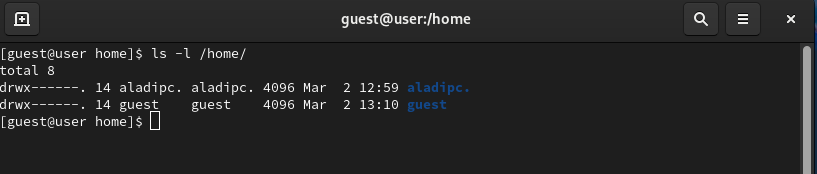 guest@user:/home
[guest@user home]$ ls -l /home/
total 8
drwx------. 14 aladipc. aladipc. 4096 Mar  2 12:59 aladipc.
drwx------. 14 guest    guest    4096 Mar  2 13:10 guest
[guest@user home]$